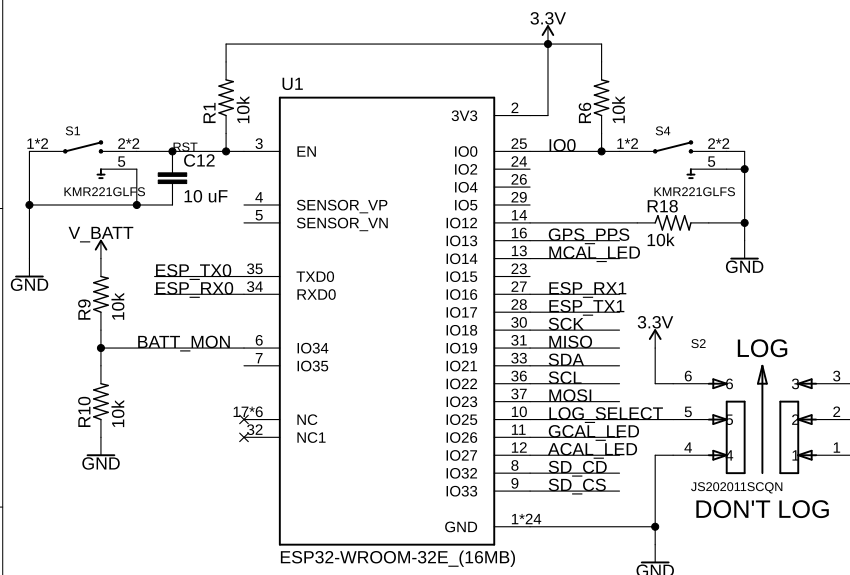 3.3V
U1
R1
10k
R6
10k
3V3
2
S1
1*2
2*2
RST
3
EN
IO0
25
IO0
1*2
S4
2*2
5
C12
IO2
24
5
KMR221GLFS
10 uF
IO4
26
KMR221GLFS
4
SENSOR_VP
IO5
29
R18
5
SENSOR_VN
IO12
14
10k
V_BATT
IO13
16
GPS_PPS
IO14
13
MCAL_LED
GND
GND
ESP_TX0
35
TXD0
IO15
23
ESP_RX0
34
RXD0
IO16
27
ESP_RX1
R9
10k
IO17
28
ESP_TX1
IO18
30
SCK
3.3V
BATT_MON
6
IO34
IO19
31
MISO
S2
LOG
7
IO35
IO21
33
SDA
IO22
36
SCL
6
6
3
3
R10
10k
IO23
37
MOSI
17*6
NC
IO25
10
LOG_SELECT
5
5
2
2
32
NC1
IO26
11
GCAL_LED
IO27
12
ACAL_LED
4
4
1
1
GND
IO32
8
SD_CD
IO33
9
SD_CS
JS202011SCQN
DON'T LOG
GND
1*24
ESP32-WROOM-32E_(16MB)
GND